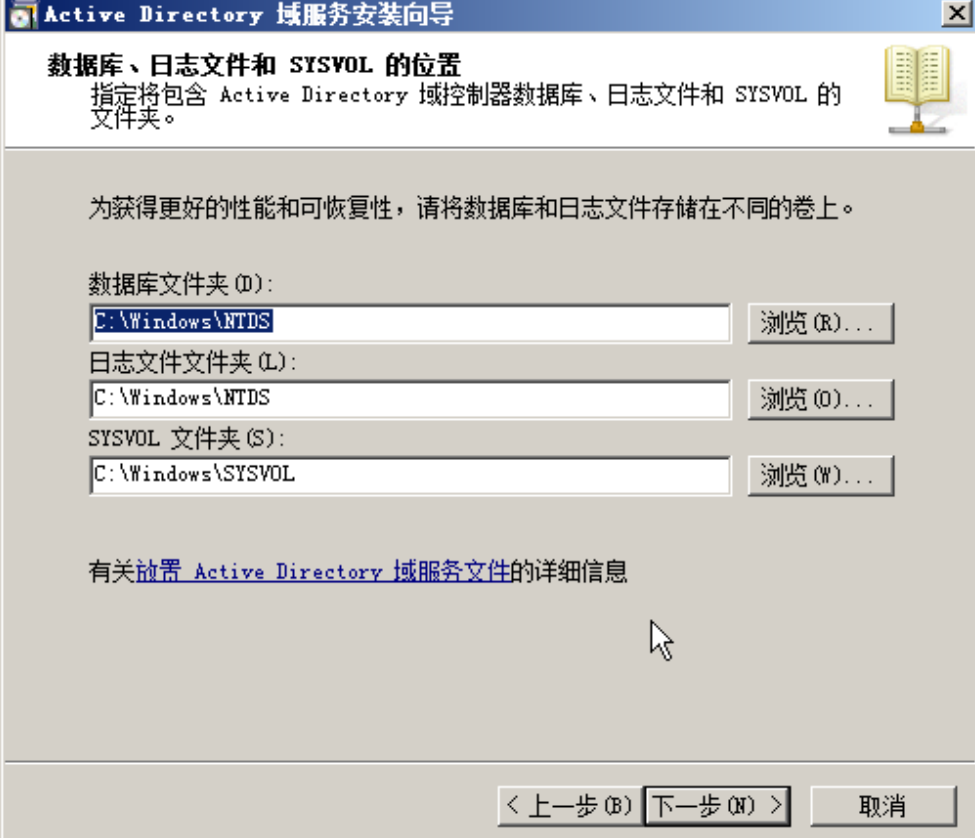 Active Directory 域服务安装向导
数据库、日志文件和 SYSVOL 的位置
指定将包含 Active Directory 域控制器数据库、日志文件和 SYSVOL 的
文件夹。
为获得更好的性能和可恢复性，请将数据库和日志文件存储在不同的卷上。
数据库文件夹(D):
C:\Windows\NTDS
浏览(R)...
日志文件文件夹(L):
C:\Windows\NTDS
浏览(O)...
SYSVOL 文件夹(S):
C:\Windows\SYSVOL
浏览(W)...
有关放置 Active Directory 域服务文件的详细信息
< 上一步(B) 下一步(N) > 取消